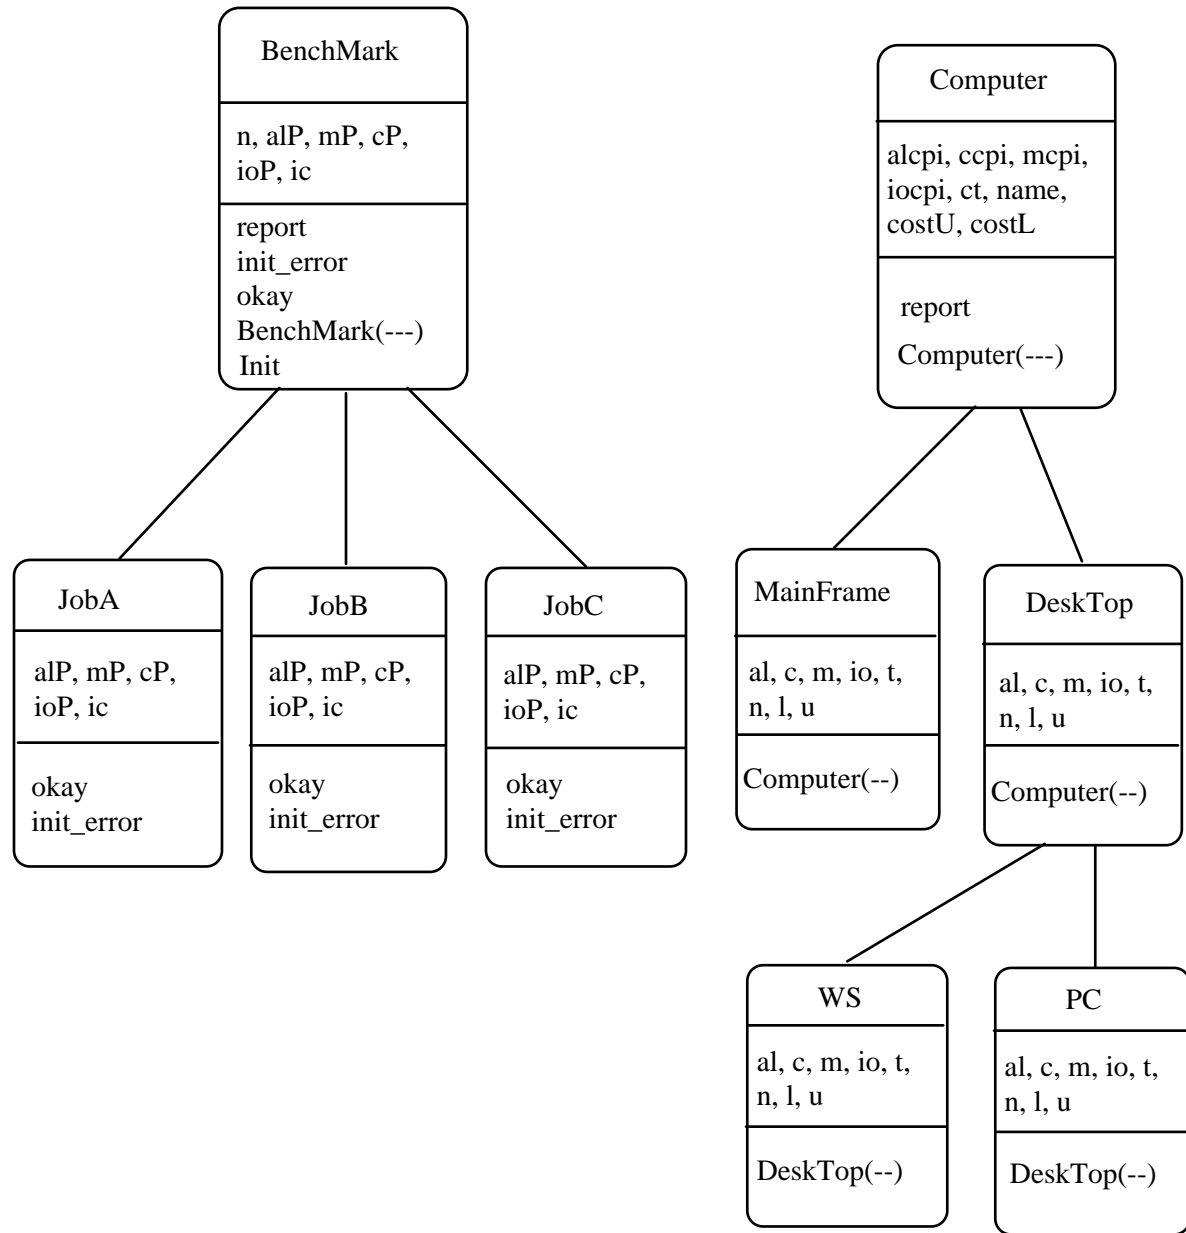 BenchMark
n, alP, mP, cP,
ioP, ic
report
init_error
okay
BenchMark(---)
Init
Computer
alcpi, ccpi, mcpi,
iocpi, ct, name,
costU, costL
report
Computer(---)
JobA
alP, mP, cP,
ioP, ic
okay
init_error
JobB
alP, mP, cP,
ioP, ic
okay
init_error
JobC
alP, mP, cP,
ioP, ic
okay
init_error
MainFrame
al, c, m, io, t,
n, l, u
Computer(--)
DeskTop
al, c, m, io, t,
n, l, u
Computer(--)
WS
al, c, m, io, t,
n, l, u
DeskTop(--)
PC
al, c, m, io, t,
n, l, u
DeskTop(--)